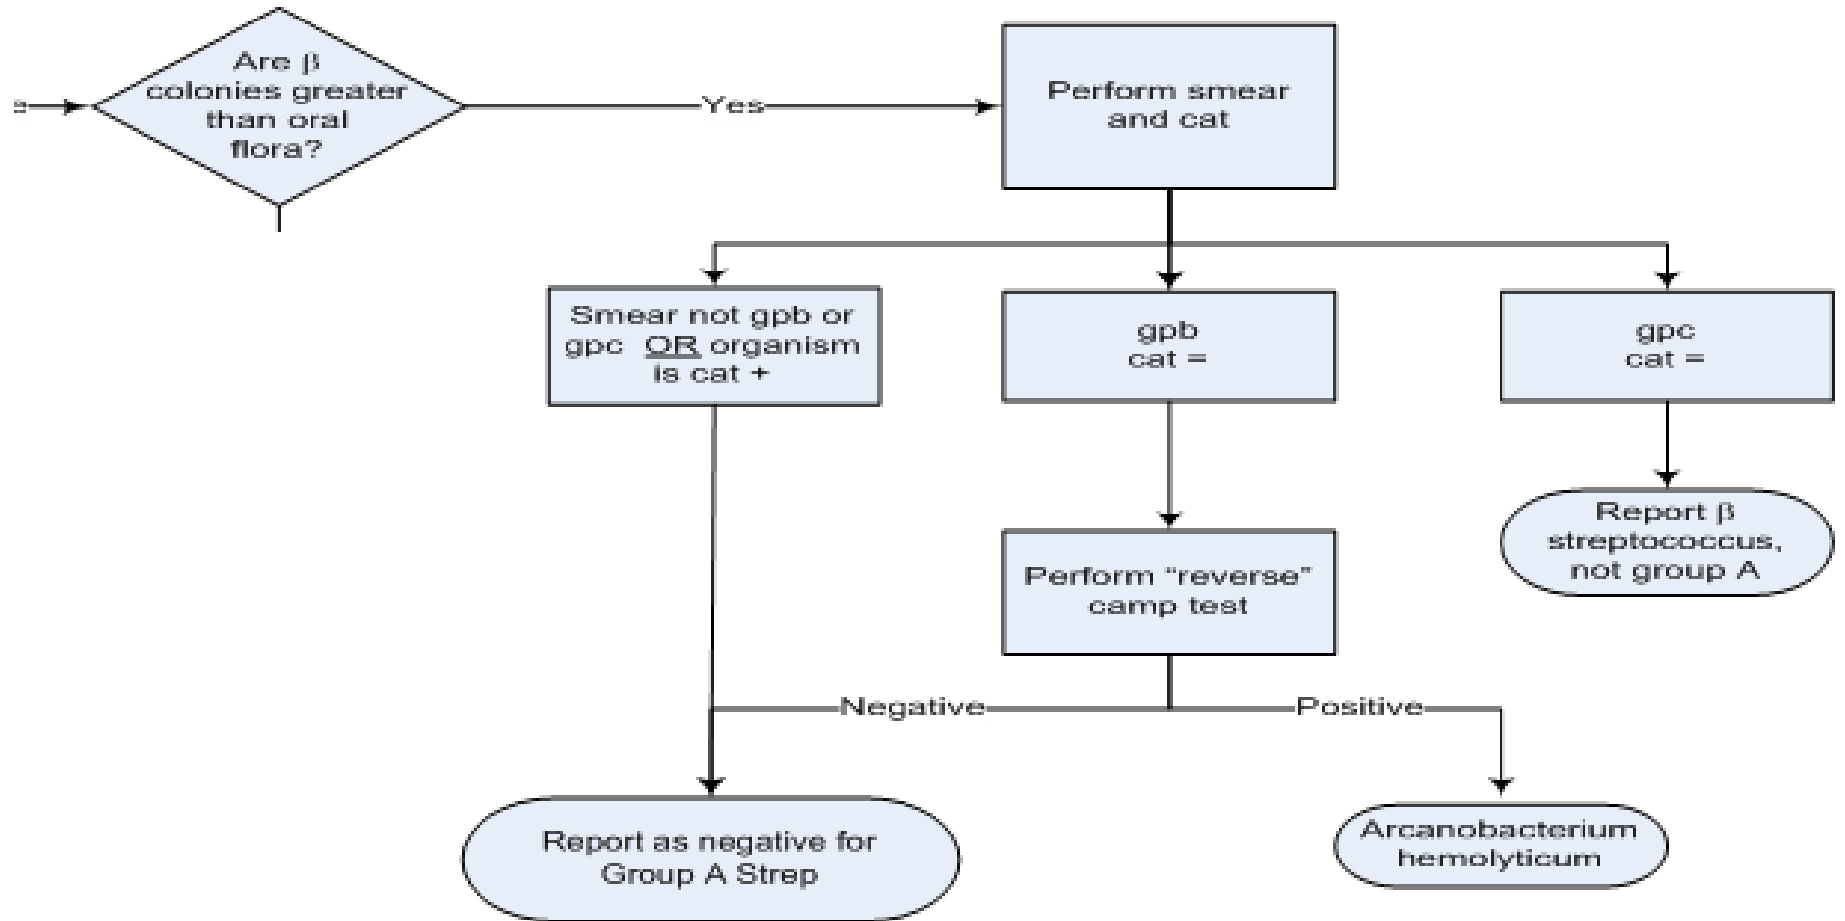 Are β
colonies greater
than oral
flora?
Yes
Perform smear
and cat
Smear not gpb or
gpc OR organism
is cat +
gpb
cat =
gpc
cat =
Report β
streptococcus,
not group A
Perform “reverse”
camp test
Negative
Positive
Report as negative for
Group A Strep
Arcanobacterium
hemolyticum